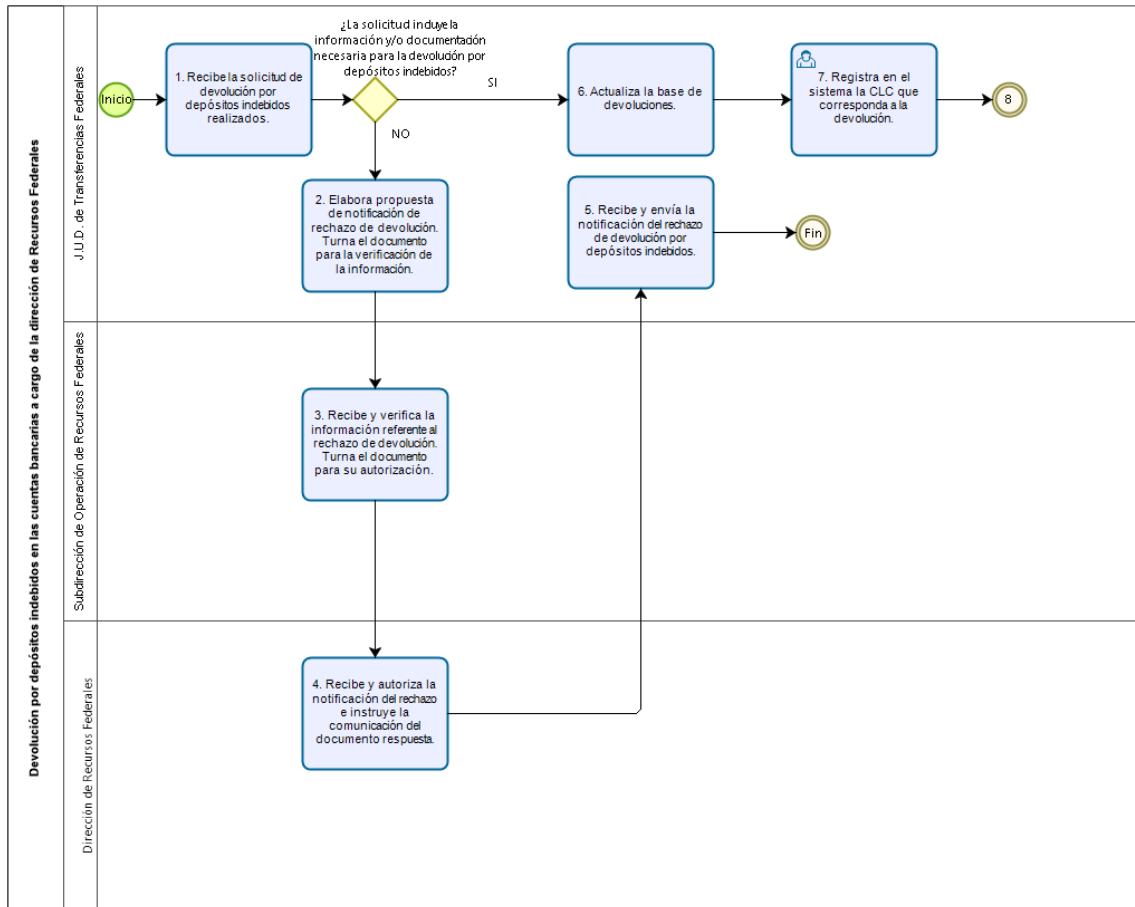 Devolución por depósitos indebidos en las cuentas bancarias a cargo de la dirección de Recursos Federales
J.U.D. de Transferencias Federales
Inicio
1. Recibe la solicitud de
devolución por
depósitos indebidos
realizados.
¿La solicitud incluye la
información y/o documentación
necesaria para la devolución por
depósitos indebidos?
SI
NO
6. Actualiza la base de
devoluciones.
7. Registra en el
sistema la CLC que
corresponda a la
devolución.
8
2. Elabora propuesta
de notificación de
rechazo de devolución.
Turna el documento
para la verificación de
la información.
5. Recibe y envía la
notificación del rechazo
de devolución por
depósitos indebidos.
Fin
Subdirección de Operación de Recursos Federales
3. Recibe y verifica la
información referente al
rechazo de devolución.
Turna el documento
para su autorización.
Dirección de Recursos Federales
4. Recibe y autoriza la
notificación del rechazo
e instruye la
comunicación del
documento respuesta.